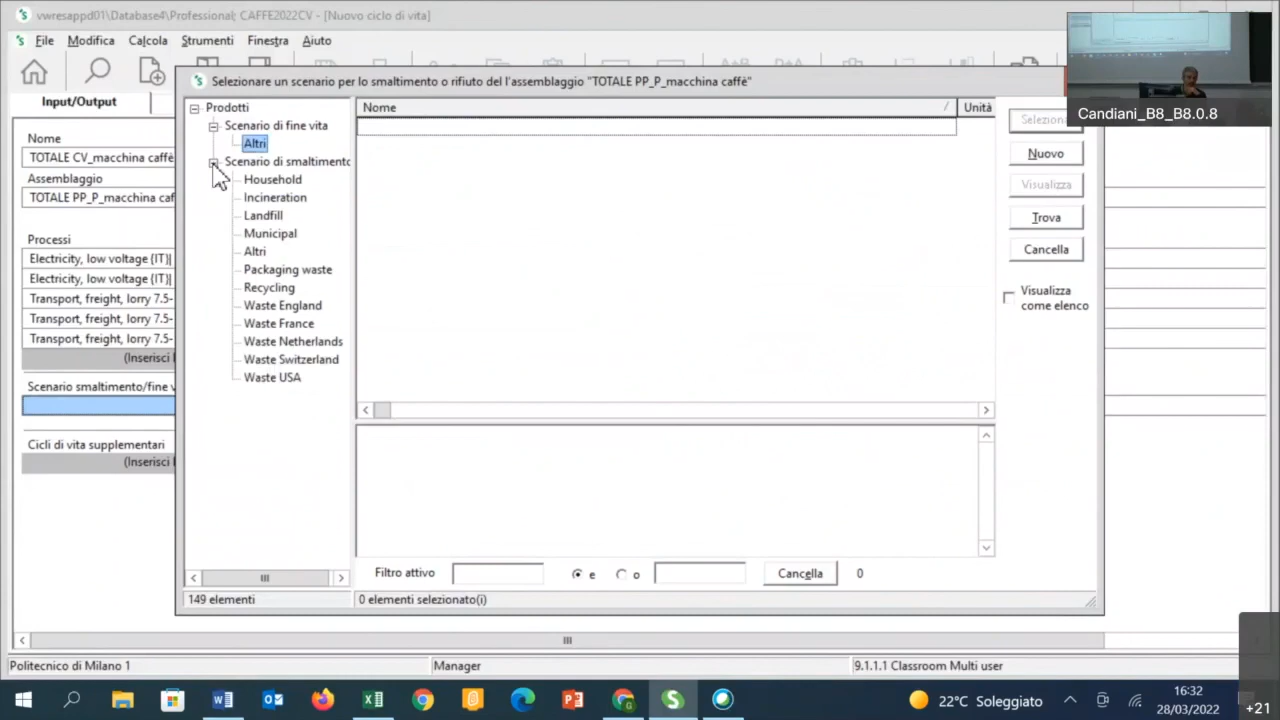 vwresappd01\Database4\Professional; CAFFE2022CV - [Nuovo ciclo di vita]
File Modifica Calcola Strumenti Finestra Aiuto
Input/Output
Nome
TOTALE CV_macchina caffè
Assemblaggio
TOTALE PP_P_macchina caf
Processi
Electricity, low voltage {IT}|
Electricity, low voltage {IT}|
Transport, freight, lorry 7.5-
Transport, freight, lorry 7.5-
Transport, freight, lorry 7.5-
(Inserisci l
Scenario smaltimento/fine v
Cicli di vita supplementari
(Inserisci l
Selezionare un scenario per lo smaltimento o rifiuto del l'assemblaggio "TOTALE PP_P_macchina caffè"
Prodotti
Scenario di fine vita
Altri
Scenario di smaltimento
Household
Incineration
Landfill
Municipal
Altri
Packaging waste
Recycling
Waste England
Waste France
Waste Netherlands
Waste Switzerland
Waste USA
149 elementi
Nome Unità
Filtro attivo e o Cancella 0
0 elementi selezionato(i)
Seleziona
Nuovo
Visualizza
Trova
Cancella
Visualizza
come elenco
Candiani_B8_B8.0.8
Politecnico di Milano 1 Manager 9.1.1.1 Classroom Multi user
22°C Soleggiato
16:32
28/03/2022
+21